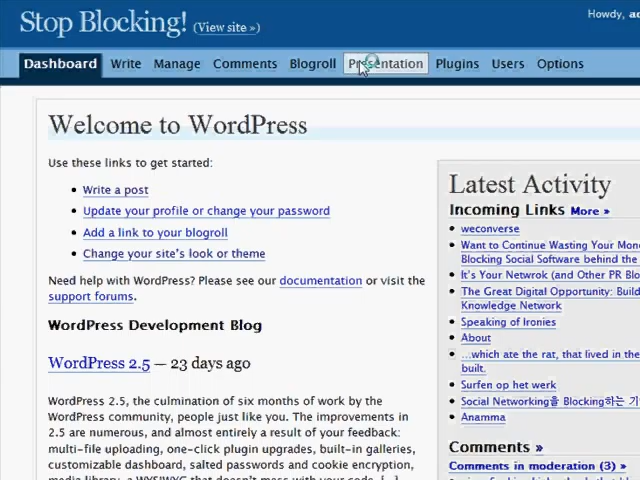 Stop Blocking! (View site »)
Howdy,
Dashboard Write Manage Comments Blogroll Presentation Plugins Users Options
Welcome to WordPress
Use these links to get started:
Write a post
Update your profile or change your password
Add a link to your blogroll
Change your site's look or theme
Need help with WordPress? Please see our documentation or visit the
support forums.
WordPress Development Blog
WordPress 2.5 — 23 days ago
WordPress 2.5, the culmination of six months of work by the
WordPress community, people just like you. The improvements in
2.5 are numerous, and almost entirely a result of your feedback:
multi-file uploading, one-click plugin upgrades, built-in galleries,
customizable dashboard, salted passwords and cookie encryption,
media library, a WYSIWYG that doesn't mess with your code, [...]
Latest Activity
Incoming Links More »
weconverse
Want to Continue Wasting Your
Blocking Social Software behind the
It's Your Netwrok (and Other PR
The Great Digital Opportunity:
Knowledge Network
Speaking of Ironies
About
...which ate the rat, that lived in the
built.
Surfen op het werk
Social Networking을 Blocking하는
Anamma
Comments »
Comments in moderation (3) »